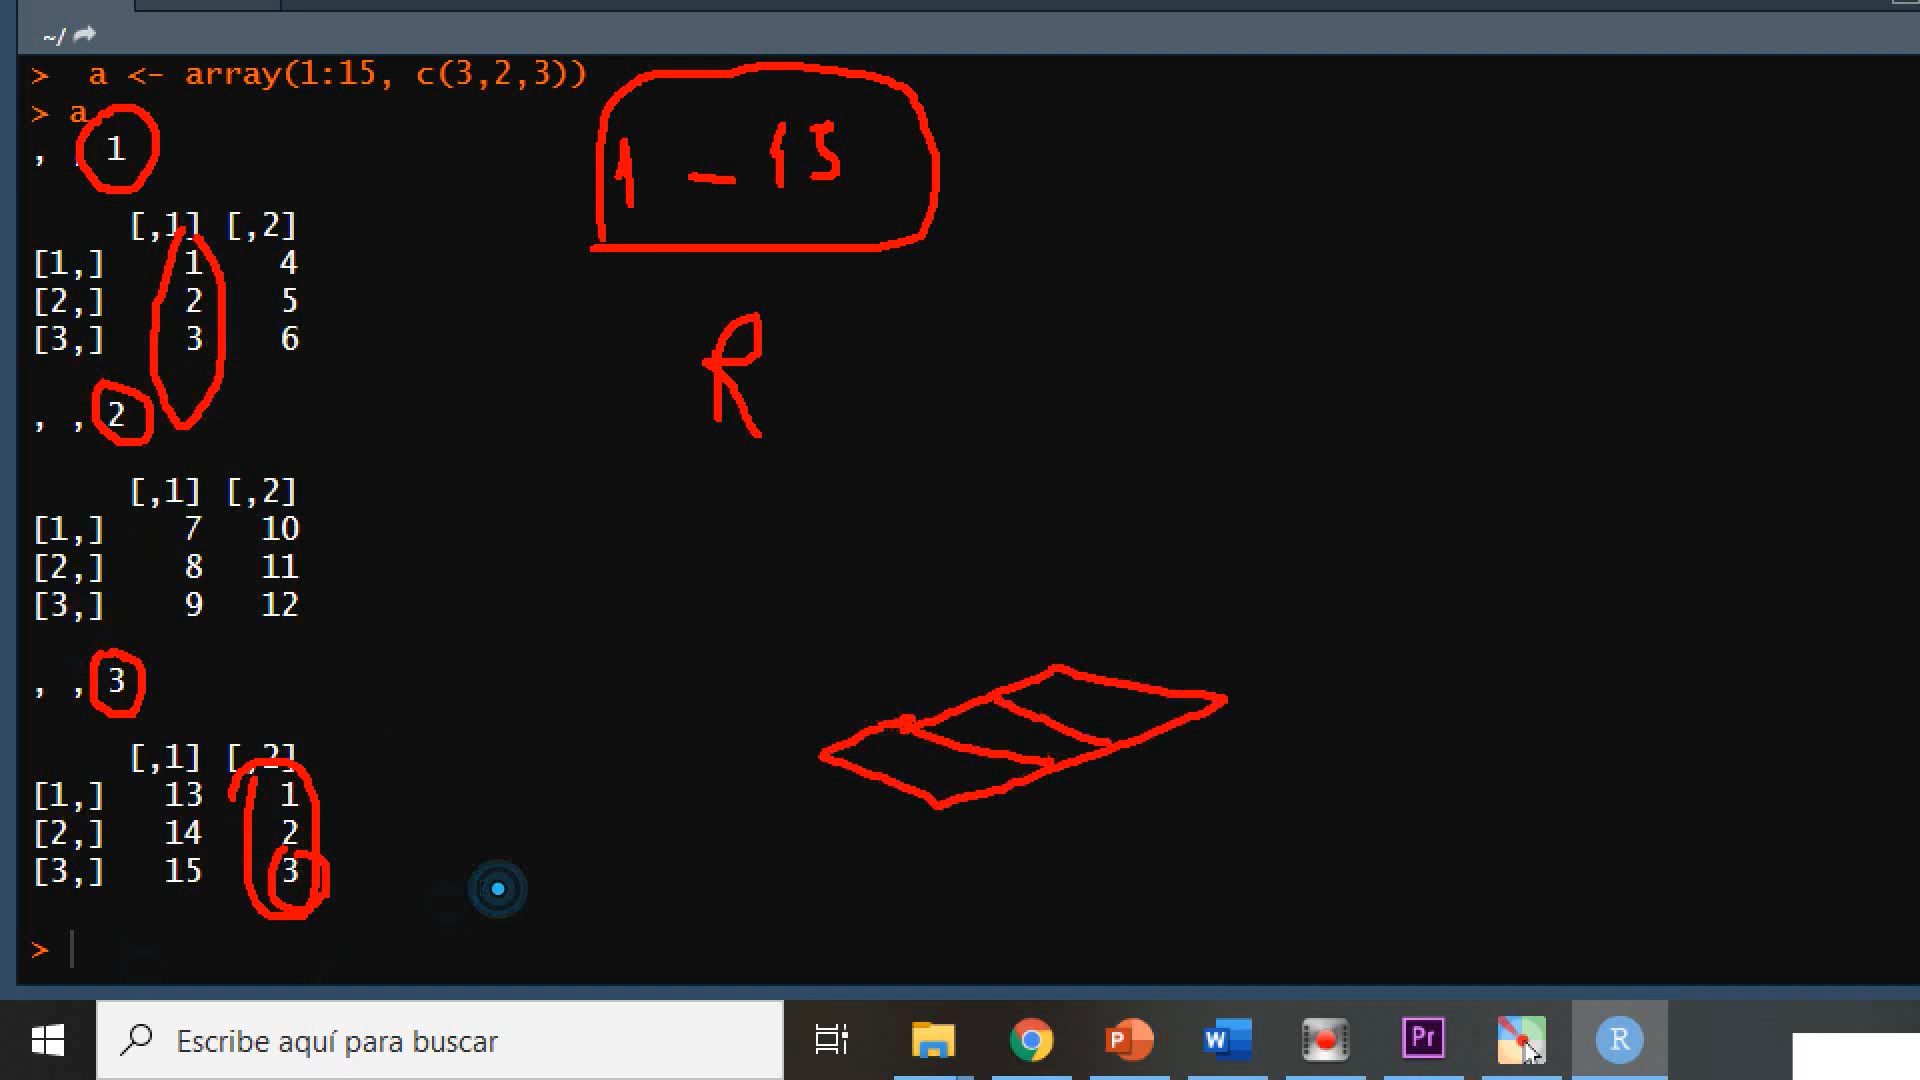 ~/
> a <- array(1:15, c(3,2,3))
> a
, , 1
1 - 15
[,1] [,2]
[1,] 1 4
[2,] 2 5
[3,] 3 6
R
, , 2
[,1] [,2]
[1,] 7 10
[2,] 8 11
[3,] 9 12
, , 3
[,1] [,2]
[1,] 13 1
[2,] 14 2
[3,] 15 3
>
Escribe aquí para buscar
P
W
Pr
R